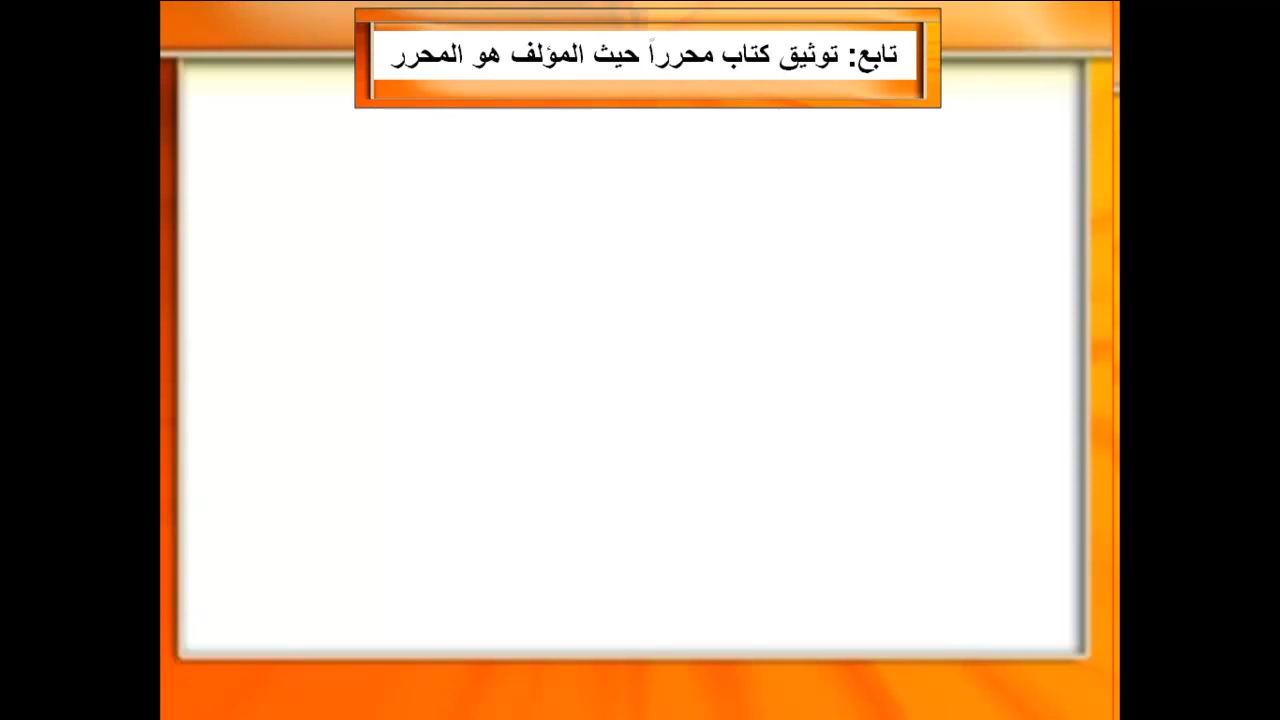 تابع: توثيق كتاب محرراً حيث المؤلف هو المحرر